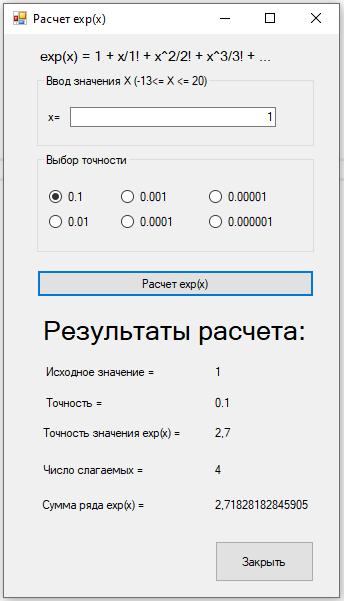 Расчет exp(x)
exp(x) = 1 + x/1! + x^2/2! + x^3/3! + ...
Ввод значения X (-13<= X <= 20)
x= 1
Выбор точности
0.1 0.001 0.00001
0.01 0.0001 0.000001
Расчет exp(x)
Результаты расчета:
Исходное значение = 1
Точность = 0.1
Точность значения exp(x) = 2,7
Число слагаемых = 4
Сумма ряда exp(x) = 2,71828182845905
Закрыть